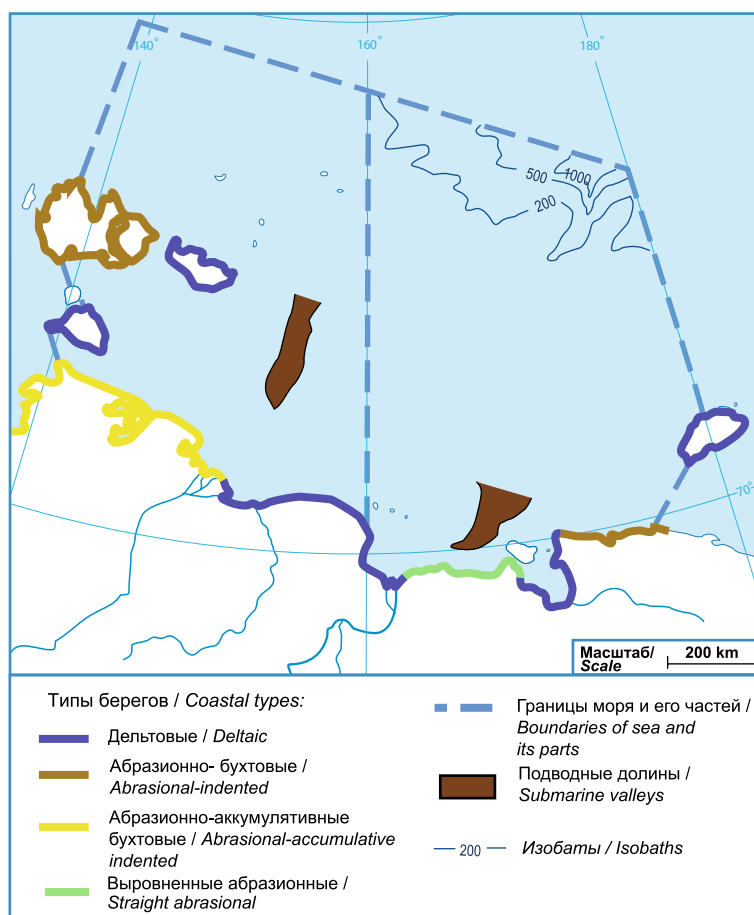 140°
160°
180°
500
1000
200
70°
Масштаб/
Scale
200 km
Типы берегов / Coastal types:
Дельтовые / Deltaic
Абразионно- бухтовые /
Abrasional-indented
Абразионно-аккумулятивные
бухтовые / Abrasional-accumulative
indented
Выровненные абразионные /
Straight abrasional
Границы моря и его частей /
Boundaries of sea and
its parts
Подводные долины /
Submarine valleys
200
Изобаты / Isobaths